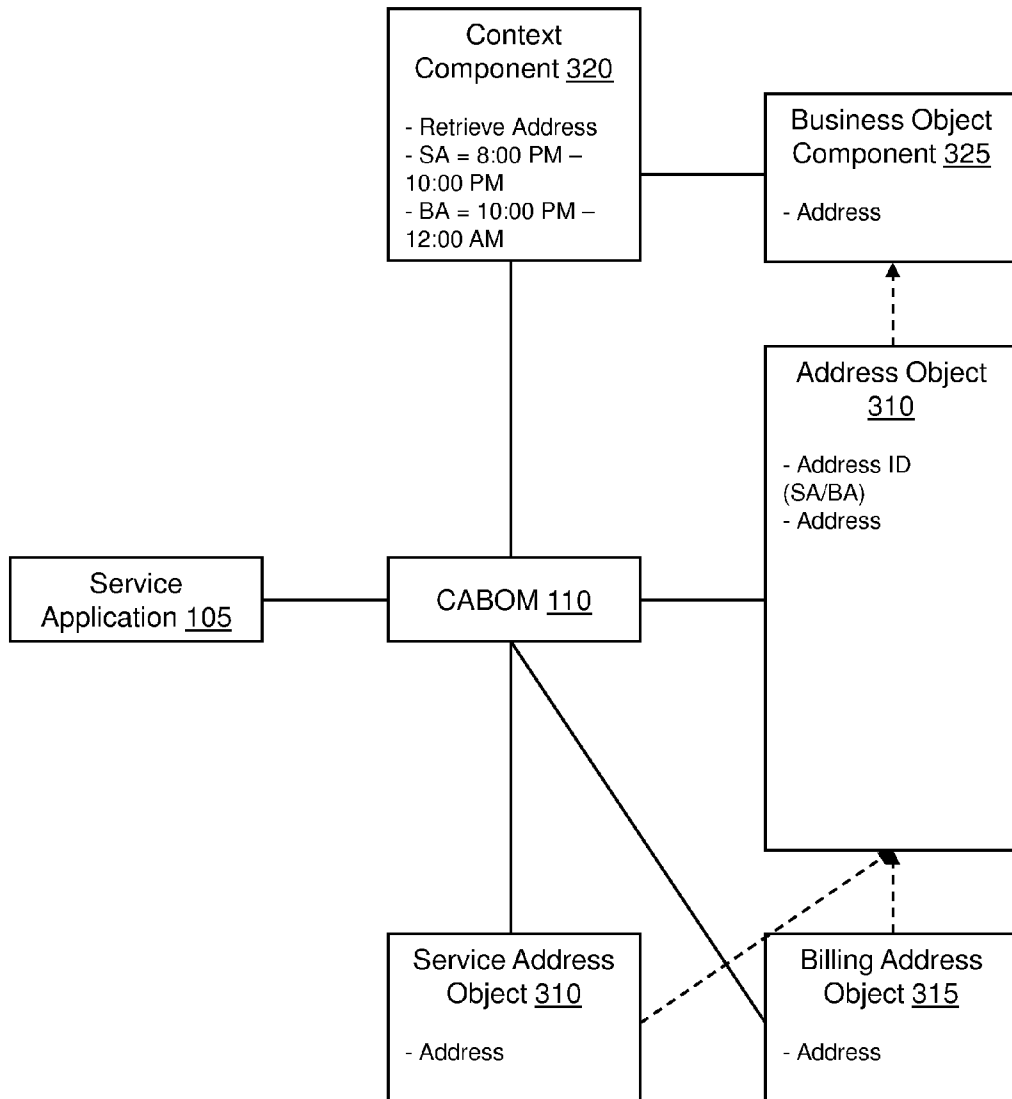 Context
Component 320
- Retrieve Address
- SA = 8:00 PM –
10:00 PM
- BA = 10:00 PM –
12:00 AM
Business Object
Component 325
- Address
Address Object
310
- Address ID
(SA/BA)
- Address
Service
Application 105
CABOM 110
Service Address
Object 310
- Address
Billing Address
Object 315
- Address